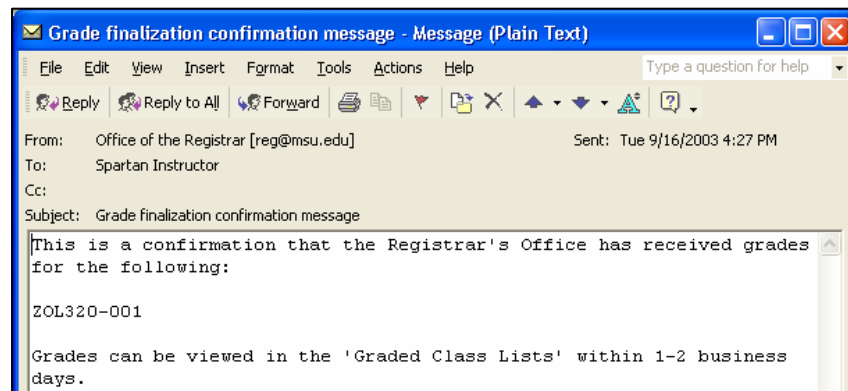 Grade finalization confirmation message - Message (Plain Text)
File Edit View Insert Format Tools Actions Help Type a question for help
Reply Reply to All Forward
From: Office of the Registrar [reg@msu.edu] Sent: Tue 9/16/2003 4:27 PM
To: Spartan Instructor
Cc:
Subject: Grade finalization confirmation message
This is a confirmation that the Registrar's Office has received grades
for the following:
ZOL320-001
Grades can be viewed in the 'Graded Class Lists' within 1-2 business
days.